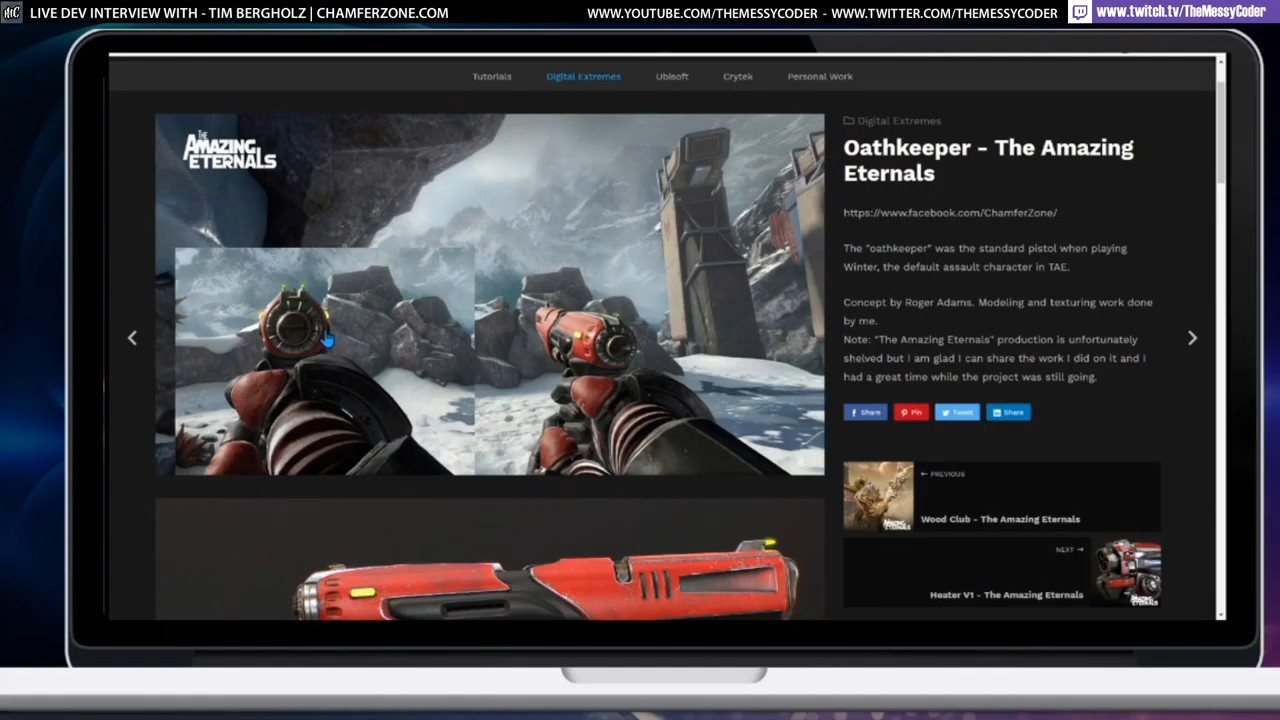 LIVE DEV INTERVIEW WITH - TIM BERGHOLZ | CHAMFERZONE.COM
WWW.YOUTUBE.COM/THEMESSYCODER - WWW.TWITTER.COM/THEMESSYCODER
www.twitch.tv/TheMessyCoder
Tutorials
Digital Extremes
Ubisoft
Crytek
Personal Work
THE
AMAZING
ETERNALS
Digital Extremes
Oathkeeper - The Amazing
Eternals
https://www.facebook.com/ChamferZone/
The "oathkeeper" was the standard pistol when playing
Winter, the default assault character in TAE.
Concept by Roger Adams. Modeling and texturing work done
by me.
Note: "The Amazing Eternals" production is unfortunately
shelved but I am glad I can share the work I did on it and I
had a great time while the project was still going.
Share
Pin
Tweet
Share
← PREVIOUS
Wood Club - The Amazing Eternals
NEXT →
Heater V1 - The Amazing Eternals